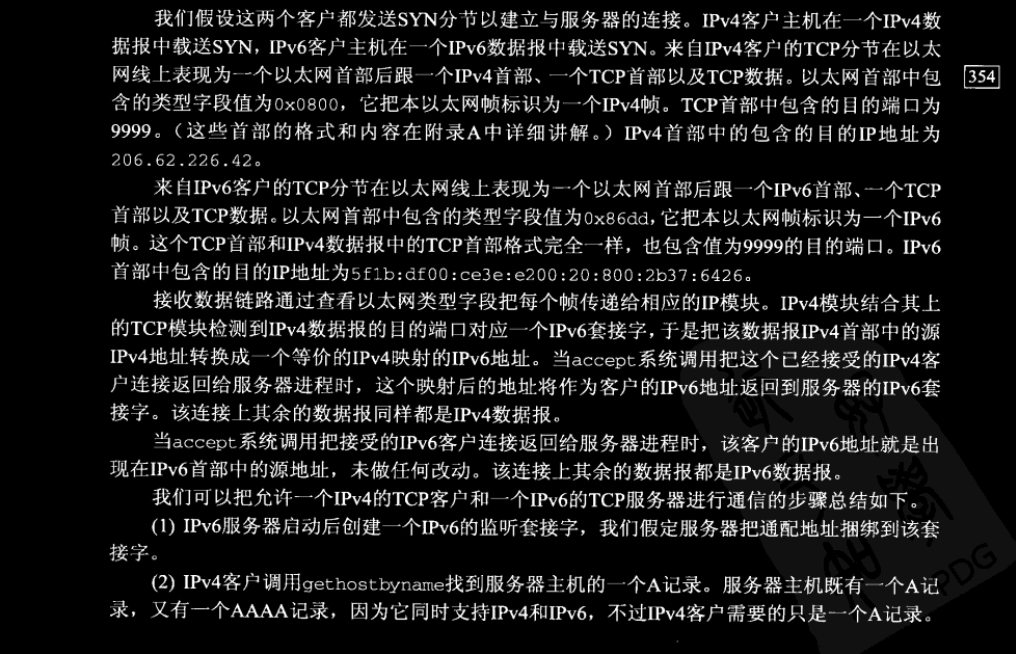 我们假设这两个客户都发送SYN分节以建立与服务器的连接。IPv4客户主机在一个IPv4数
据报中载送SYN，IPv6客户主机在一个IPv6数据报中载送SYN。来自IPv4客户的TCP分节在以太
网线上表现为一个以太网首部后跟一个IPv4首部、一个TCP首部以及TCP数据。以太网首部中包
354
含的类型字段值为0x0800，它把本以太网帧标识为一个IPv4帧。TCP首部中包含的目的端口为
9999。（这些首部的格式和内容在附录A中详细讲解。）IPv4首部中的包含的目的IP地址为
206.62.226.42。
来自IPv6客户的TCP分节在以太网线上表现为一个以太网首部后跟一个IPv6首部、一个TCP
首部以及TCP数据。以太网首部中包含的类型字段值为0x86dd，它把本以太网帧标识为一个IPv6
帧。这个TCP首部和IPv4数据报中的TCP首部格式完全一样，也包含值为9999的目的端口。IPv6
首部中包含的目的IP地址为5f1b:df00:ce3e:e200:20:800:2b37:6426。
接收数据链路通过查看以太网类型字段把每个帧传递给相应的IP模块。IPv4模块结合其上
的TCP模块检测到IPv4数据报的目的端口对应一个IPv6套接字，于是把该数据报IPv4首部中的源
IPv4地址转换成一个等价的IPv4映射的IPv6地址。当accept系统调用把这个已经接受的IPv4客
户连接返回给服务器进程时，这个映射后的地址将作为客户的IPv6地址返回到服务器的IPv6套
接字。该连接上其余的数据报同样都是IPv4数据报。
当accept系统调用把接受的IPv6客户连接返回给服务器进程时，该客户的IPv6地址就是出
现在IPv6首部中的源地址，未做任何改动。该连接上其余的数据报都是IPv6数据报。
我们可以把允许一个IPv4的TCP客户和一个IPv6的TCP服务器进行通信的步骤总结如下。
(1) IPv6服务器启动后创建一个IPv6的监听套接字，我们假定服务器把通配地址捆绑到该套
接字。
(2) IPv4客户调用gethostbyname找到服务器主机的一个A记录。服务器主机既有一个A记
录，又有一个AAAA记录，因为它同时支持IPv4和IPv6，不过IPv4客户需要的只是一个A记录。
PDG